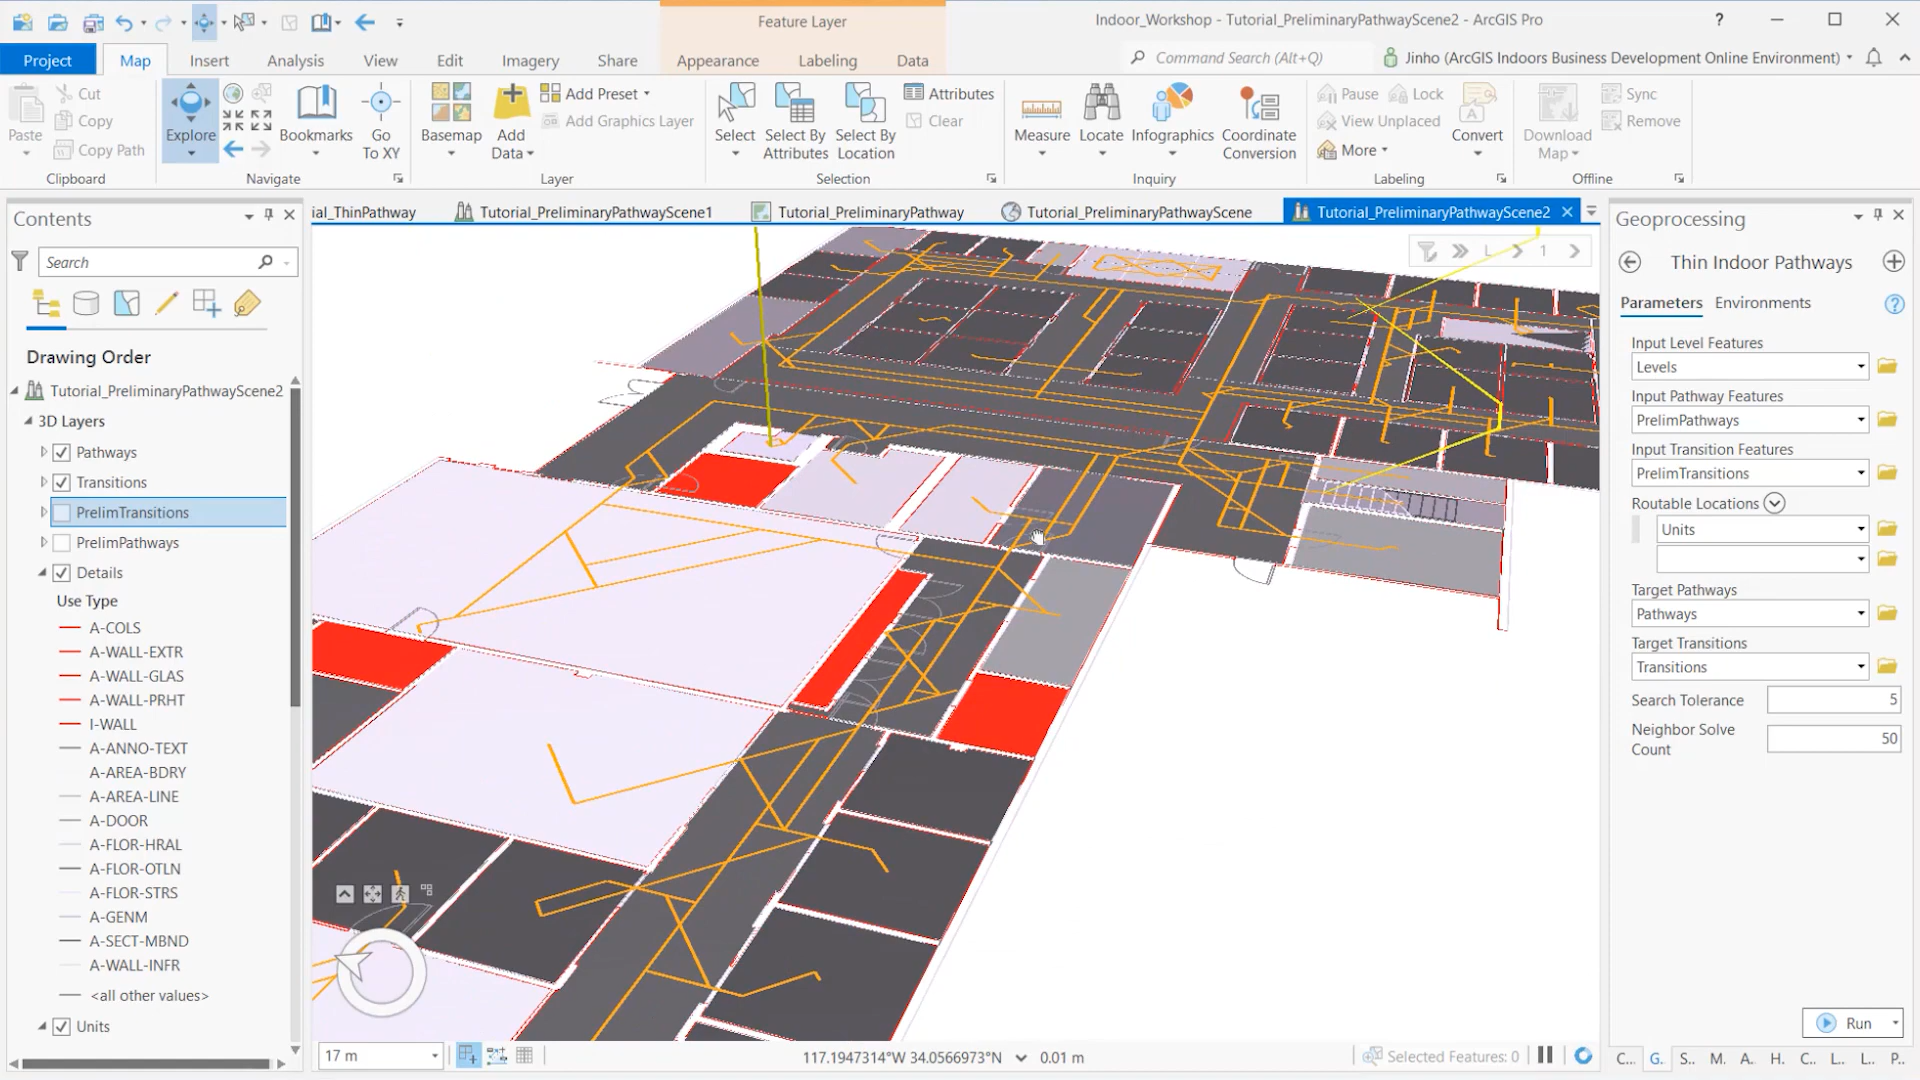 Feature Layer
Indoor_Workshop - Tutorial_PreliminaryPathwayScene2 - ArcGIS Pro
?
Project
Map
Insert
Analysis
View
Edit
Imagery
Share
Appearance
Labeling
Data
Command Search (Alt+Q)
Jinho (ArcGIS Indoors Business Development Online Environment)
Paste
Cut
Copy
Copy Path
Clipboard
Explore
Bookmarks
Go
To XY
Navigate
Basemap
Add
Data
Add Preset
Add Graphics Layer
Layer
Select
Select By
Attributes
Select By
Location
Attributes
Clear
Selection
Measure
Locate
Infographics
Coordinate
Conversion
Inquiry
Pause
Lock
View Unplaced
More
Convert
Labeling
Download
Map
Sync
Remove
Offline
Contents
Search
Drawing Order
Tutorial_PreliminaryPathwayScene2
3D Layers
Pathways
Transitions
PrelimTransitions
PrelimPathways
Details
Use Type
A-COLS
A-WALL-EXTR
A-WALL-GLAS
A-WALL-PRHT
I-WALL
A-ANNO-TEXT
A-AREA-BDRY
A-AREA-LINE
A-DOOR
A-FLOR-HRAL
A-FLOR-OTLN
A-FLOR-STRS
A-GENM
A-SECT-MBND
A-WALL-INFR
<all other values>
Units
ial_ThinPathway
Tutorial_PreliminaryPathwayScene1
Tutorial_PreliminaryPathway
Tutorial_PreliminaryPathwayScene
Tutorial_PreliminaryPathwayScene2
L
1
17 m
117.1947314°W 34.0566973°N
0.01 m
Selected Features: 0
Geoprocessing
Thin Indoor Pathways
Parameters
Environments
?
Input Level Features
Levels
Input Pathway Features
PrelimPathways
Input Transition Features
PrelimTransitions
Routable Locations
Units
Target Pathways
Pathways
Target Transitions
Transitions
Search Tolerance
5
Neighbor Solve
Count
50
Run
C... G. S... M. A... H. C... L... L... P...